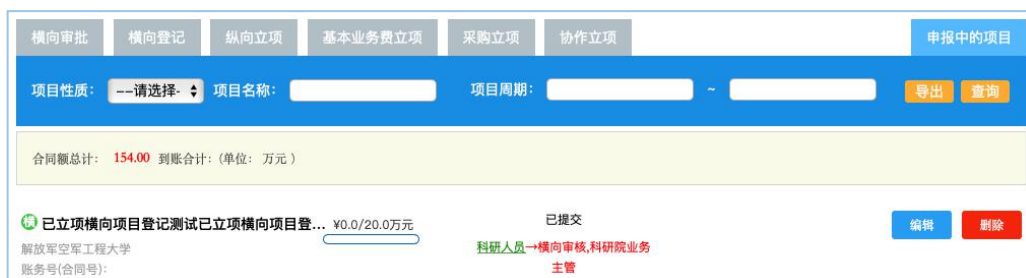 横向审批 横向登记 纵向立项 基本业务费立项 采购立项 协作立项 申报中的项目
项目性质： --请选择- 项目名称： 项目周期： ~ 导出 查询
合同额总计： 154.00 到账合计：(单位： 万元 )
横 已立项横向项目登记测试已立项横向项目登... ¥0.0/20.0万元 已提交 编辑 删除
解放军空军工程大学 科研人员→横向审核,科研院业务
账务号(合同号)： 主管